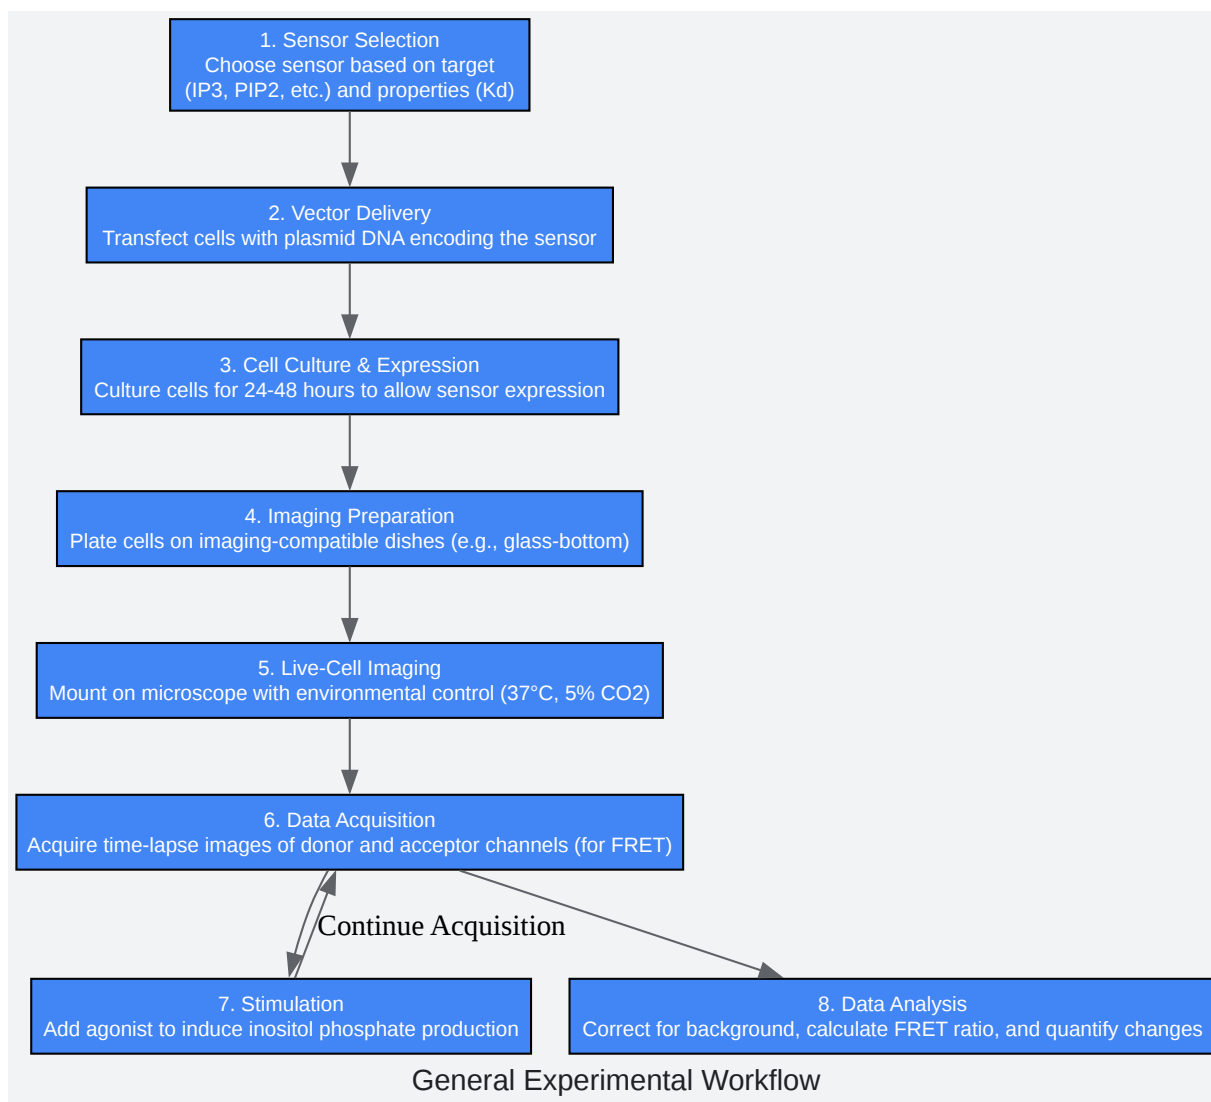 1. Sensor Selection
Choose sensor based on target
(IP3, PIP2, etc.) and properties (Kd)
2. Vector Delivery
Transfect cells with plasmid DNA encoding the sensor
3. Cell Culture & Expression
Culture cells for 24-48 hours to allow sensor expression
4. Imaging Preparation
Plate cells on imaging-compatible dishes (e.g., glass-bottom)
5. Live-Cell Imaging
Mount on microscope with environmental control (37°C, 5% CO2)
6. Data Acquisition
Acquire time-lapse images of donor and acceptor channels (for FRET)
Continue Acquisition
7. Stimulation
Add agonist to induce inositol phosphate production
8. Data Analysis
Correct for background, calculate FRET ratio, and quantify changes
General Experimental Workflow